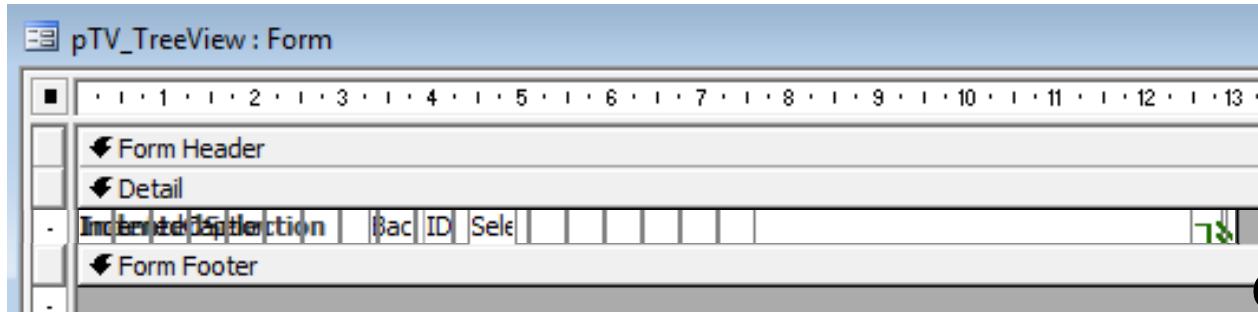 pTV_TreeView : Form
1 2 3 4 5 6 7 8 9 10 11 12 13
Form Header
Detail
Bac ID Sele
Form Footer